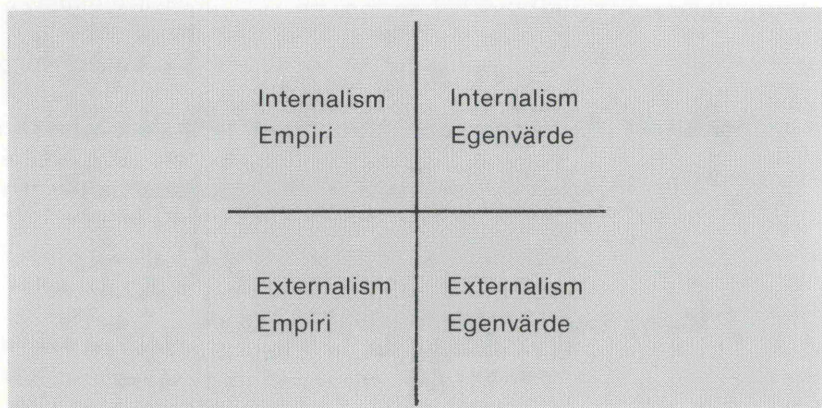 Internalism
Empiri
Internalism
Egenvärde
Externalism
Empiri
Externalism
Egenvärde